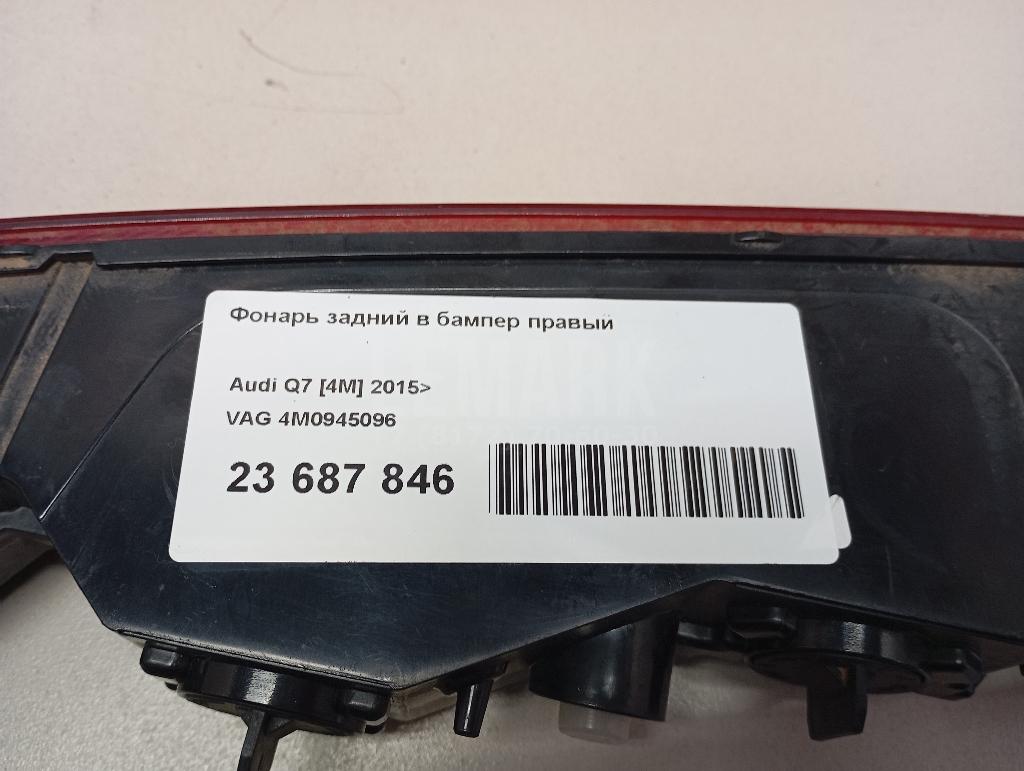 Фонарь задний в бампер правый
Audi Q7 [4M] 2015>
VAG 4M0945096
23 687 846